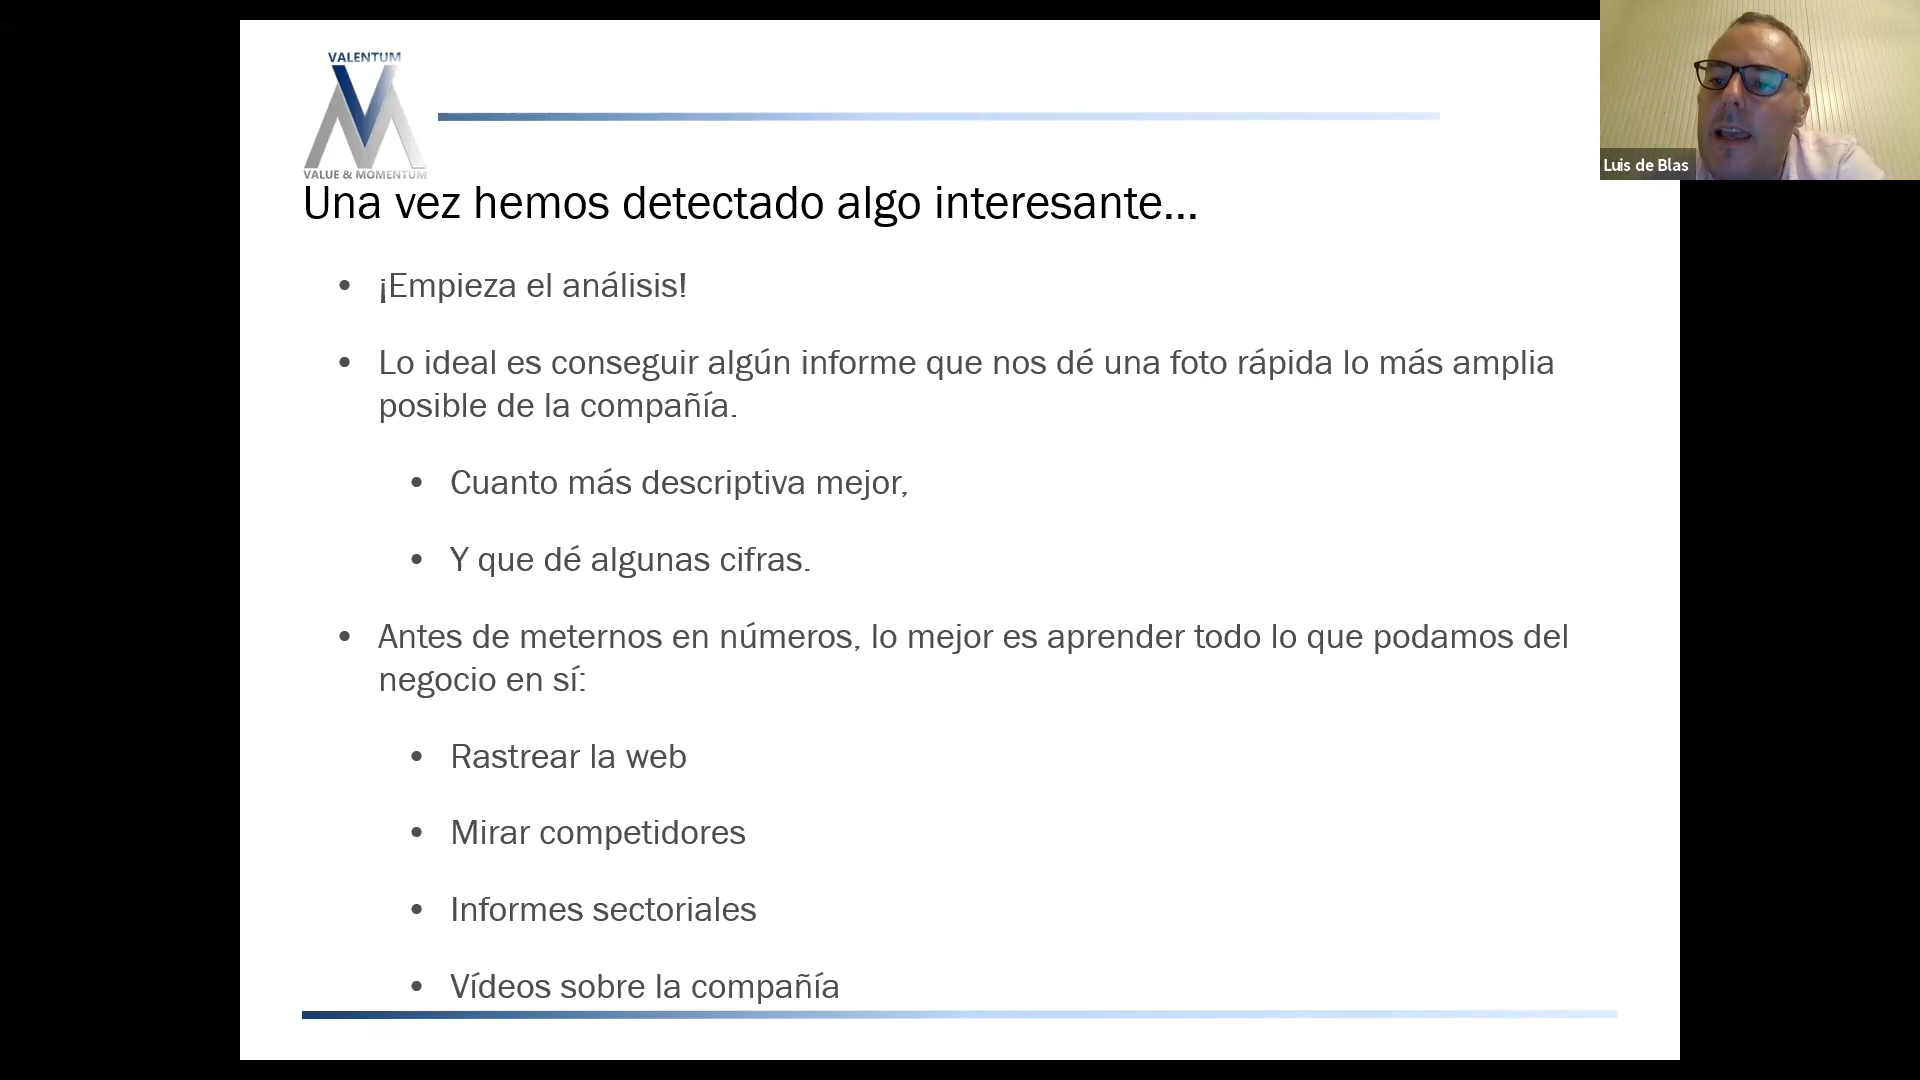 VALENTUM
VALUE & MOMENTUM
Luis de Blas
Una vez hemos detectado algo interesante...
• ¡Empieza el análisis!
• Lo ideal es conseguir algún informe que nos dé una foto rápida lo más amplia
posible de la compañía.
• Cuanto más descriptiva mejor,
• Y que dé algunas cifras.
• Antes de meternos en números, lo mejor es aprender todo lo que podamos del
negocio en sí:
• Rastrear la web
• Mirar competidores
• Informes sectoriales
• Vídeos sobre la compañía